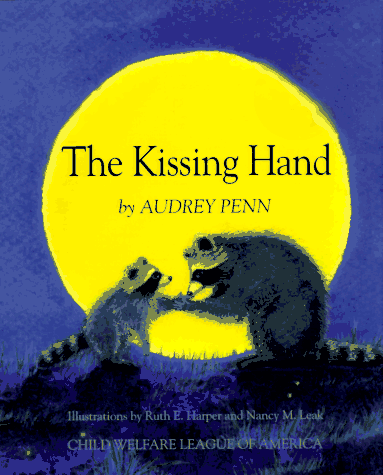 The Kissing Hand
by AUDREY PENN
Illustrations by Ruth E. Harper and Nancy M. Leak
CHILD WELFARE LEAGUE OF AMERICA